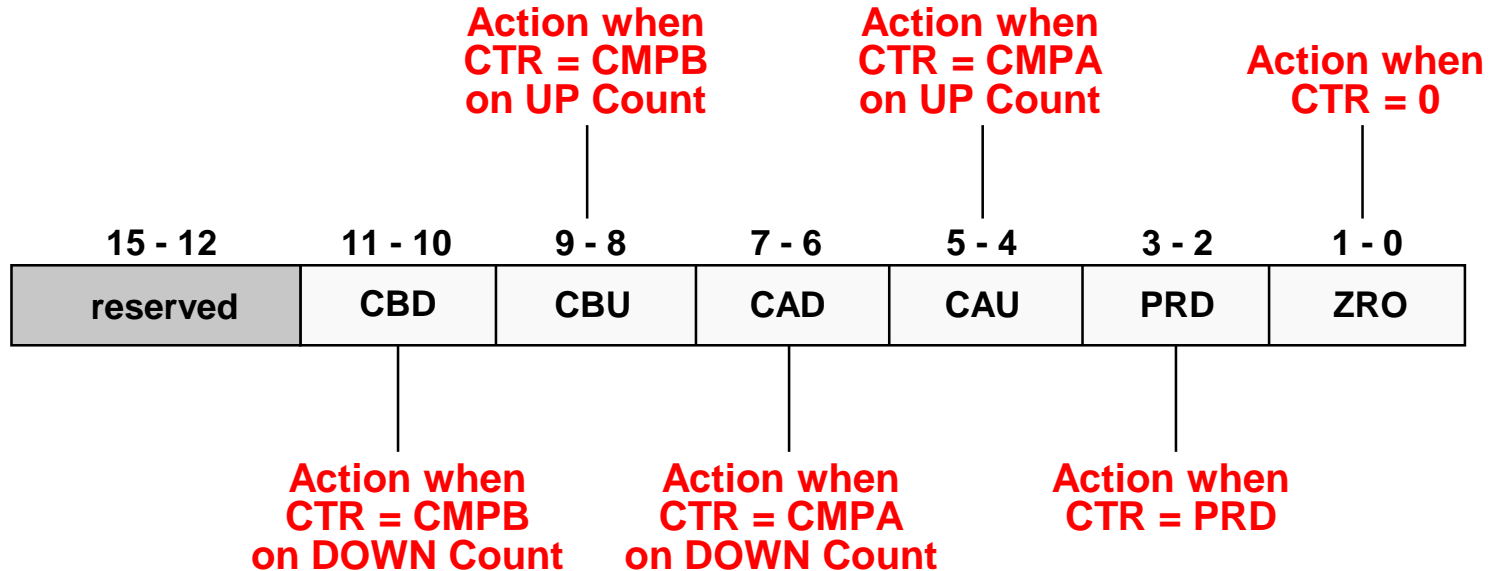 Action when
CTR = CMPB
on UP Count
Action when
CTR = CMPA
on UP Count
Action when
CTR = 0
15 - 12
11 - 10
9 - 8
7 - 6
5 - 4
3 - 2
1 - 0
reserved
CBD
CBU
CAD
CAU
PRD
ZRO
Action when
CTR = CMPB
on DOWN Count
Action when
CTR = CMPA
on DOWN Count
Action when
CTR = PRD